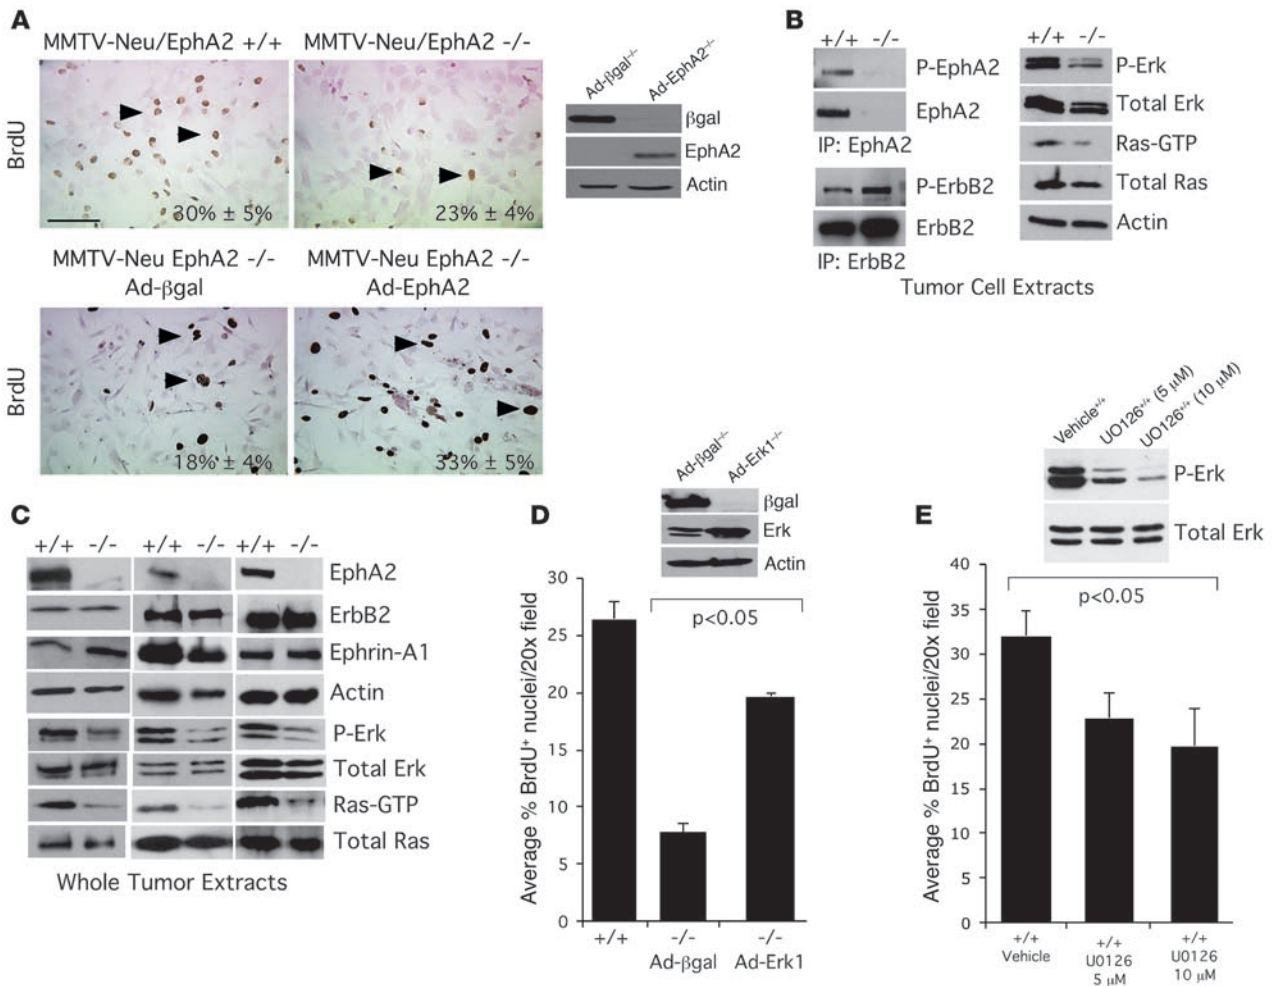 A
MMTV-Neu/EphA2 +/+
MMTV-Neu/EphA2 -/-
BrdU
30% ± 5%
23% ± 4%
MMTV-Neu EphA2 -/-
Ad-βgal
MMTV-Neu EphA2 -/-
Ad-EphA2
BrdU
18% ± 4%
33% ± 5%
Ad-βgal-/-
Ad-EphA2-/-
βgal
EphA2
Actin
B
+/+ -/-
P-EphA2
EphA2
IP: EphA2
P-ErbB2
ErbB2
IP: ErbB2
+/+ -/-
P-Erk
Total Erk
Ras-GTP
Total Ras
Actin
Tumor Cell Extracts
C
+/+ -/- +/+ -/- +/+ -/-
EphA2
ErbB2
Ephrin-A1
Actin
P-Erk
Total Erk
Ras-GTP
Total Ras
Whole Tumor Extracts
D
Ad-βgal-/-
Ad-Erk1-/-
βgal
Erk
Actin
Average % BrdU+ nuclei/20x field
30
25
20
15
10
5
0
p<0.05
+/+
-/-
Ad-βgal
-/-
Ad-Erk1
E
Vehicle+/+
UO126+/+ (5 μM)
UO126+/+ (10 μM)
P-Erk
Total Erk
Average % BrdU+ nuclei/20x field
40
35
30
25
20
10
15
10
5
0
p<0.05
+/+
Vehicle
+/+
U0126
5 μM
+/+
U0126
10 μM